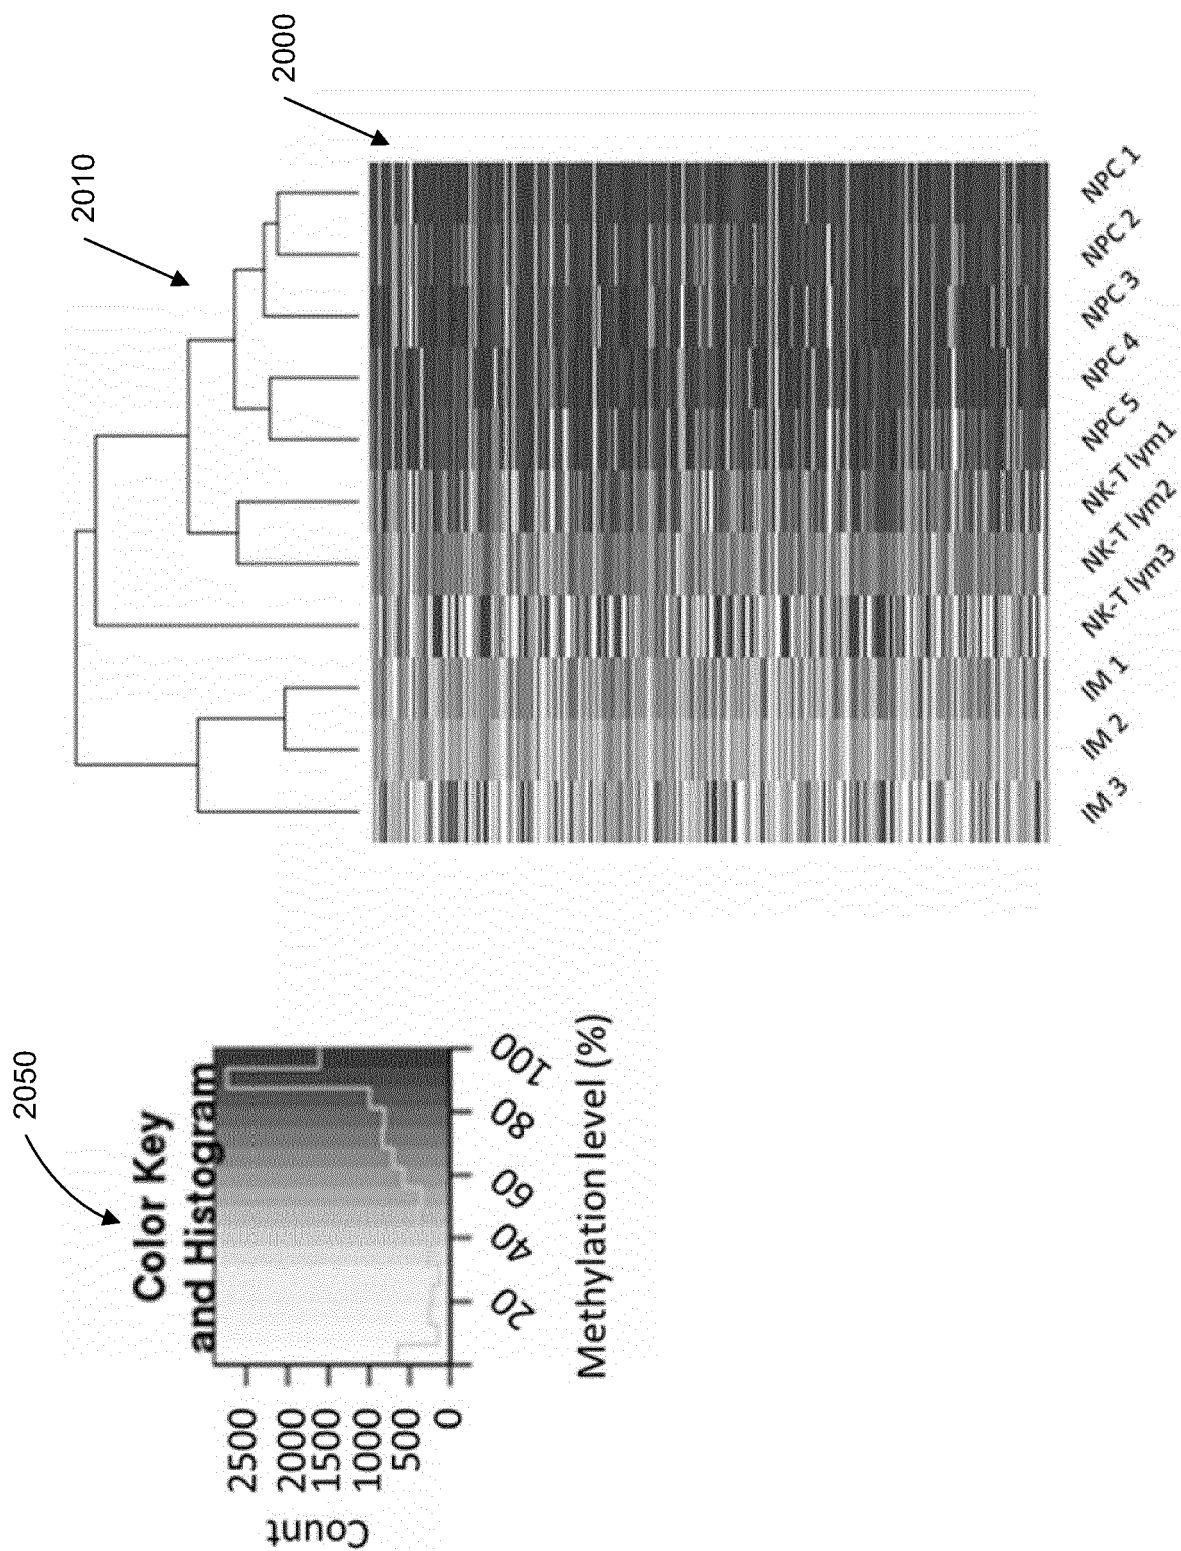 2050
Color Key
and Histogram
Count
2500
2000
1500
1000
500
0
20
40
60
80
100
Methylation level (%)
2010
2000
IM 3
IM 2
IM 1
NK-T lym3
NK-T lym2
NK-T lym1
NPC 5
NPC 4
NPC 3
NPC 2
NPC 1